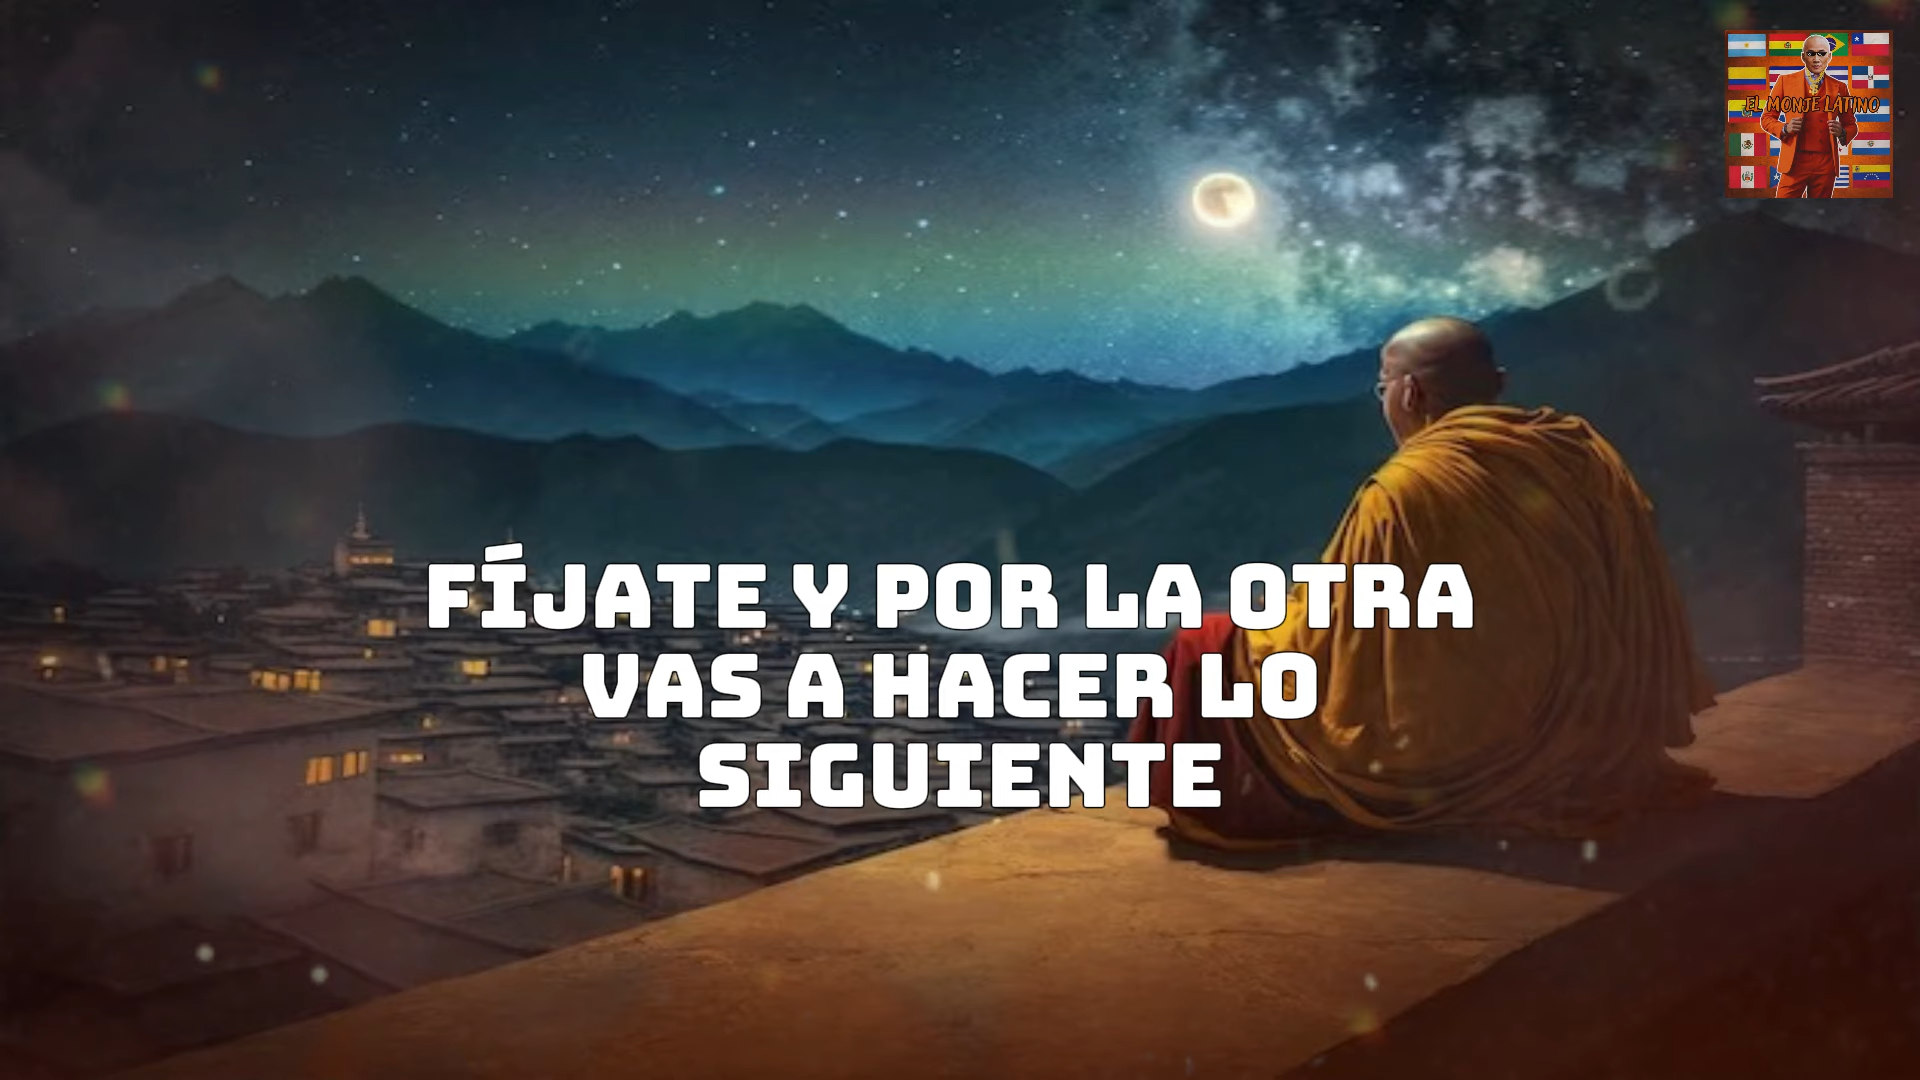 EL MONJE LATINO
FÍJATE Y POR LA OTRA
VAS A HACER LO
SIGUIENTE